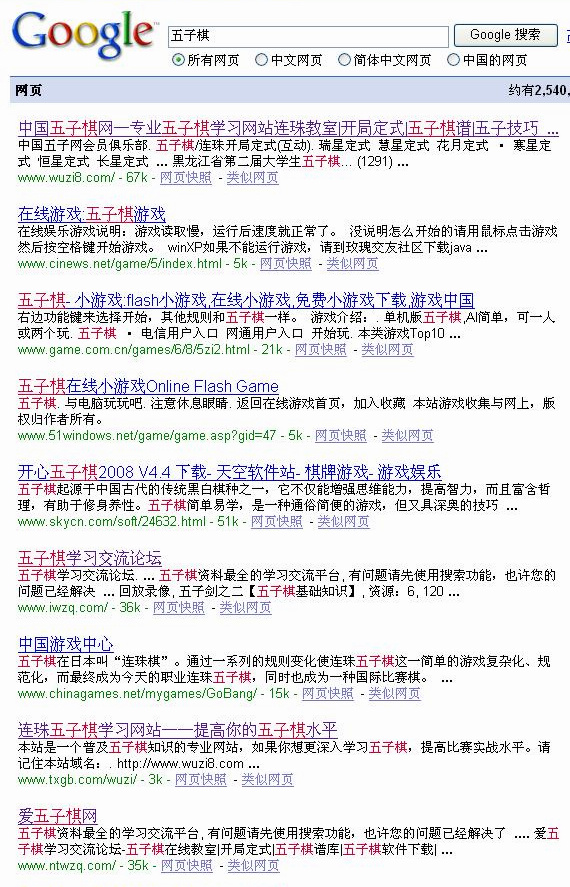 Google™
五子棋
Google 搜索
所有网页 中文网页 简体中文网页 中国的网页
网页 约有2,540,
中国五子棋网—专业五子棋学习网站连珠教室|开局定式|五子棋谱|五子技巧 ...
中国五子网会员俱乐部. 五子棋/连珠开局定式(互动). 瑞星定式 慧星定式 花月定式 ▪ 寒星定
式 恒星定式 长星定式 ... 黑龙江省第二届大学生五子棋... (1291) ...
www.wuzi8.com/ - 67k - 网页快照 - 类似网页
在线游戏:五子棋游戏
在线娱乐游戏说明：游戏读取慢，运行后速度就正常了。 没说明怎么开始的请用鼠标点击游戏
然后按空格键开始游戏。 winXP如果不能运行游戏，请到玫瑰交友社区下载java ...
www.cinews.net/game/5/index.html - 5k - 网页快照 - 类似网页
五子棋- 小游戏:flash小游戏,在线小游戏,免费小游戏下载,游戏中国
右边功能键来选择开始，其他规则和五子棋一样。 游戏介绍：. 单机版五子棋,AI简单，可一人
或两个玩. 五子棋 ▪ 电信用户入口 网通用户入口 开始玩. 本类游戏Top10 ...
www.game.com.cn/games/6/8/5zi2.html - 21k - 网页快照 - 类似网页
五子棋在线小游戏Online Flash Game
五子棋. 与电脑玩玩吧. 注意休息眼睛. 返回在线游戏首页，加入收藏 本站游戏收集与网上，版
权归作者所有。
www.51windows.net/game/game.asp?gid=47 - 5k - 网页快照 - 类似网页
开心五子棋2008 V4.4 下载- 天空软件站- 棋牌游戏- 游戏娱乐
五子棋起源于中国古代的传统黑白棋种之一，它不仅能增强思维能力，提高智力，而且富含哲
理，有助于修身养性。五子棋简单易学，是一种通俗简便的游戏，但又具深奥的技巧 ...
www.skycn.com/soft/24632.html - 51k - 网页快照 - 类似网页
五子棋学习交流论坛
五子棋学习交流论坛. ... 五子棋资料最全的学习交流平台, 有问题请先使用搜索功能，也许您的
问题已经解决 ... 回放录像, 五子剑之二【五子棋基础知识】, 资源：6, 120 ...
www.iwzq.com/ - 36k - 网页快照 - 类似网页
中国游戏中心
五子棋在日本叫“连珠棋”。通过一系列的规则变化使连珠五子棋这一简单的游戏复杂化、规
范化，而最终成为今天的职业连珠五子棋，同时也成为一种国际比赛棋。 ...
www.chinagames.net/mygames/GoBang/ - 15k - 网页快照 - 类似网页
连珠五子棋学习网站——提高你的五子棋水平
本站是一个普及五子棋知识的专业网站，如果你想更深入学习五子棋，提高比赛实战水平。请
记住本站域名：. http://www.wuzi8.com ...
www.txgb.com/wuzi/ - 3k - 网页快照 - 类似网页
爱五子棋网
五子棋资料最全的学习交流平台, 有问题请先使用搜索功能，也许您的问题已经解决了 .... 爱五
子棋学习交流论坛-五子棋在线教室|开局定式|五子棋谱库|五子棋软件下载| ...
www.ntwzq.com/ - 35k - 网页快照 - 类似网页